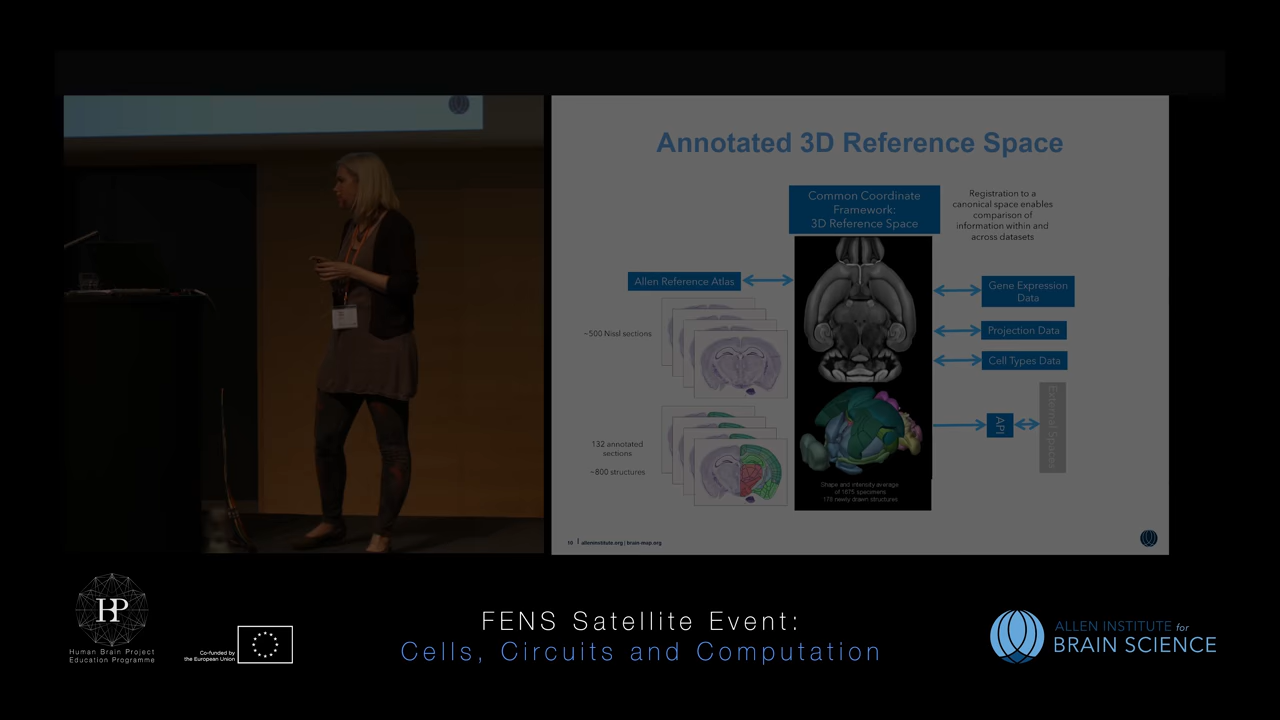 Annotated 3D Reference Space
Common Coordinate
Framework:
3D Reference Space
Registration to a
canonical space enables
comparison of
information within and
across datasets
Allen Reference Atlas
Gene Expression
Data
~500 Nissl sections
Projection Data
Cell Types Data
API
External Spaces
132 annotated
sections
~800 structures
Shape and intensity average
of 1675 specimens
178 newly drawn structures
10 | alleninstitute.org | brain-map.org
HBP
Human Brain Project
Education Programme
Co-funded by
the European Union
FENS Satellite Event:
Cells, Circuits and Computation
ALLEN INSTITUTE for
BRAIN SCIENCE